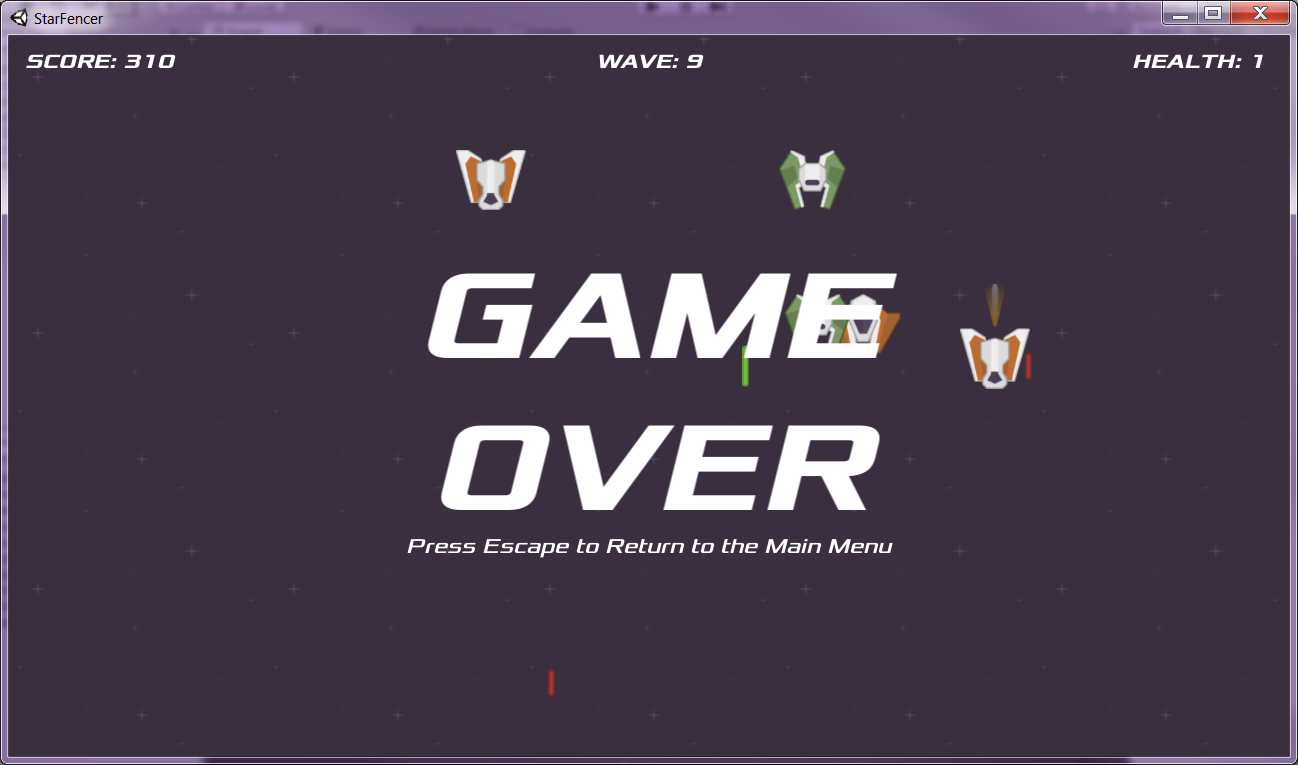 StarFencer
SCORE: 310
WAVE: 9
HEALTH: 1
GAME
OVER
Press Escape to Return to the Main Menu